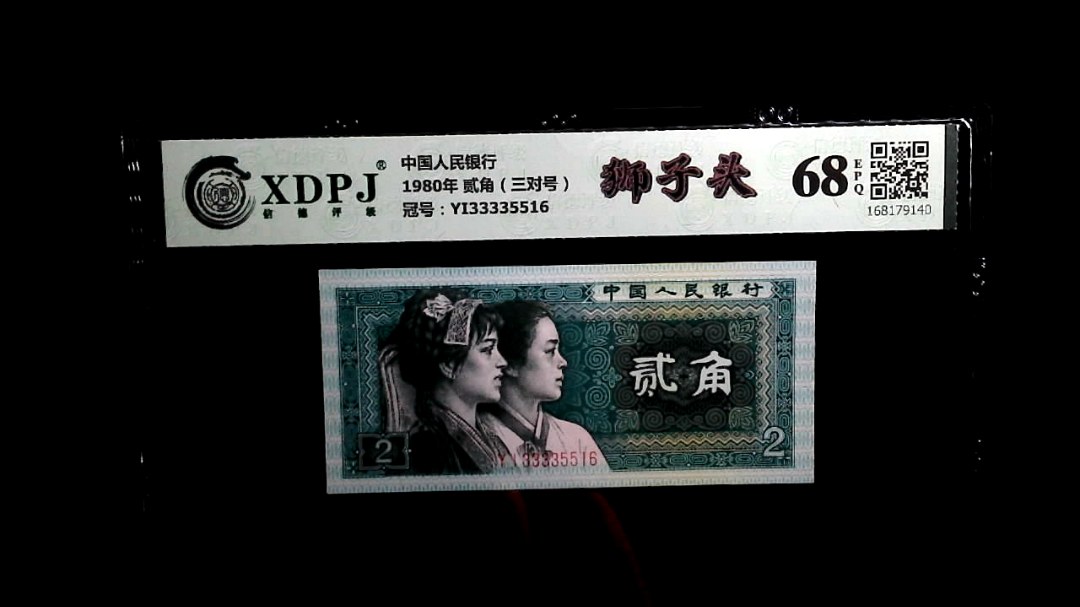 XDPJ®
信德评级
中国人民银行
1980年 贰角（三对号）
冠号：YI33335516
狮子头
68
EPQ
168179140
中国人民银行
贰角
2
2
YI33335516